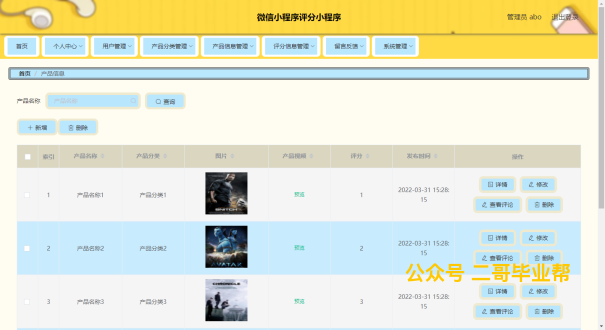 微信小程序评分小程序
管理员 abo 退出登录
首页 个人中心 用户管理 产品分类管理 产品信息管理 评分信息管理 留言反馈 系统管理
首页 / 产品信息
产品名称 产品名称 查询
+ 新增 删除
索引 产品名称 产品分类 图片 产品视频 评分 发布时间 操作
1 产品名称1 产品分类1 预览 1 2022-03-31 15:28:15 详情 修改 查看评论 删除
2 产品名称2 产品分类2 预览 2 2022-03-31 15:28:15 详情 修改 查看评论 删除
公众号 二哥毕业帮
3 产品名称3 产品分类3 预览 3 2022-03-31 15:28:15 详情 修改 查看评论 删除